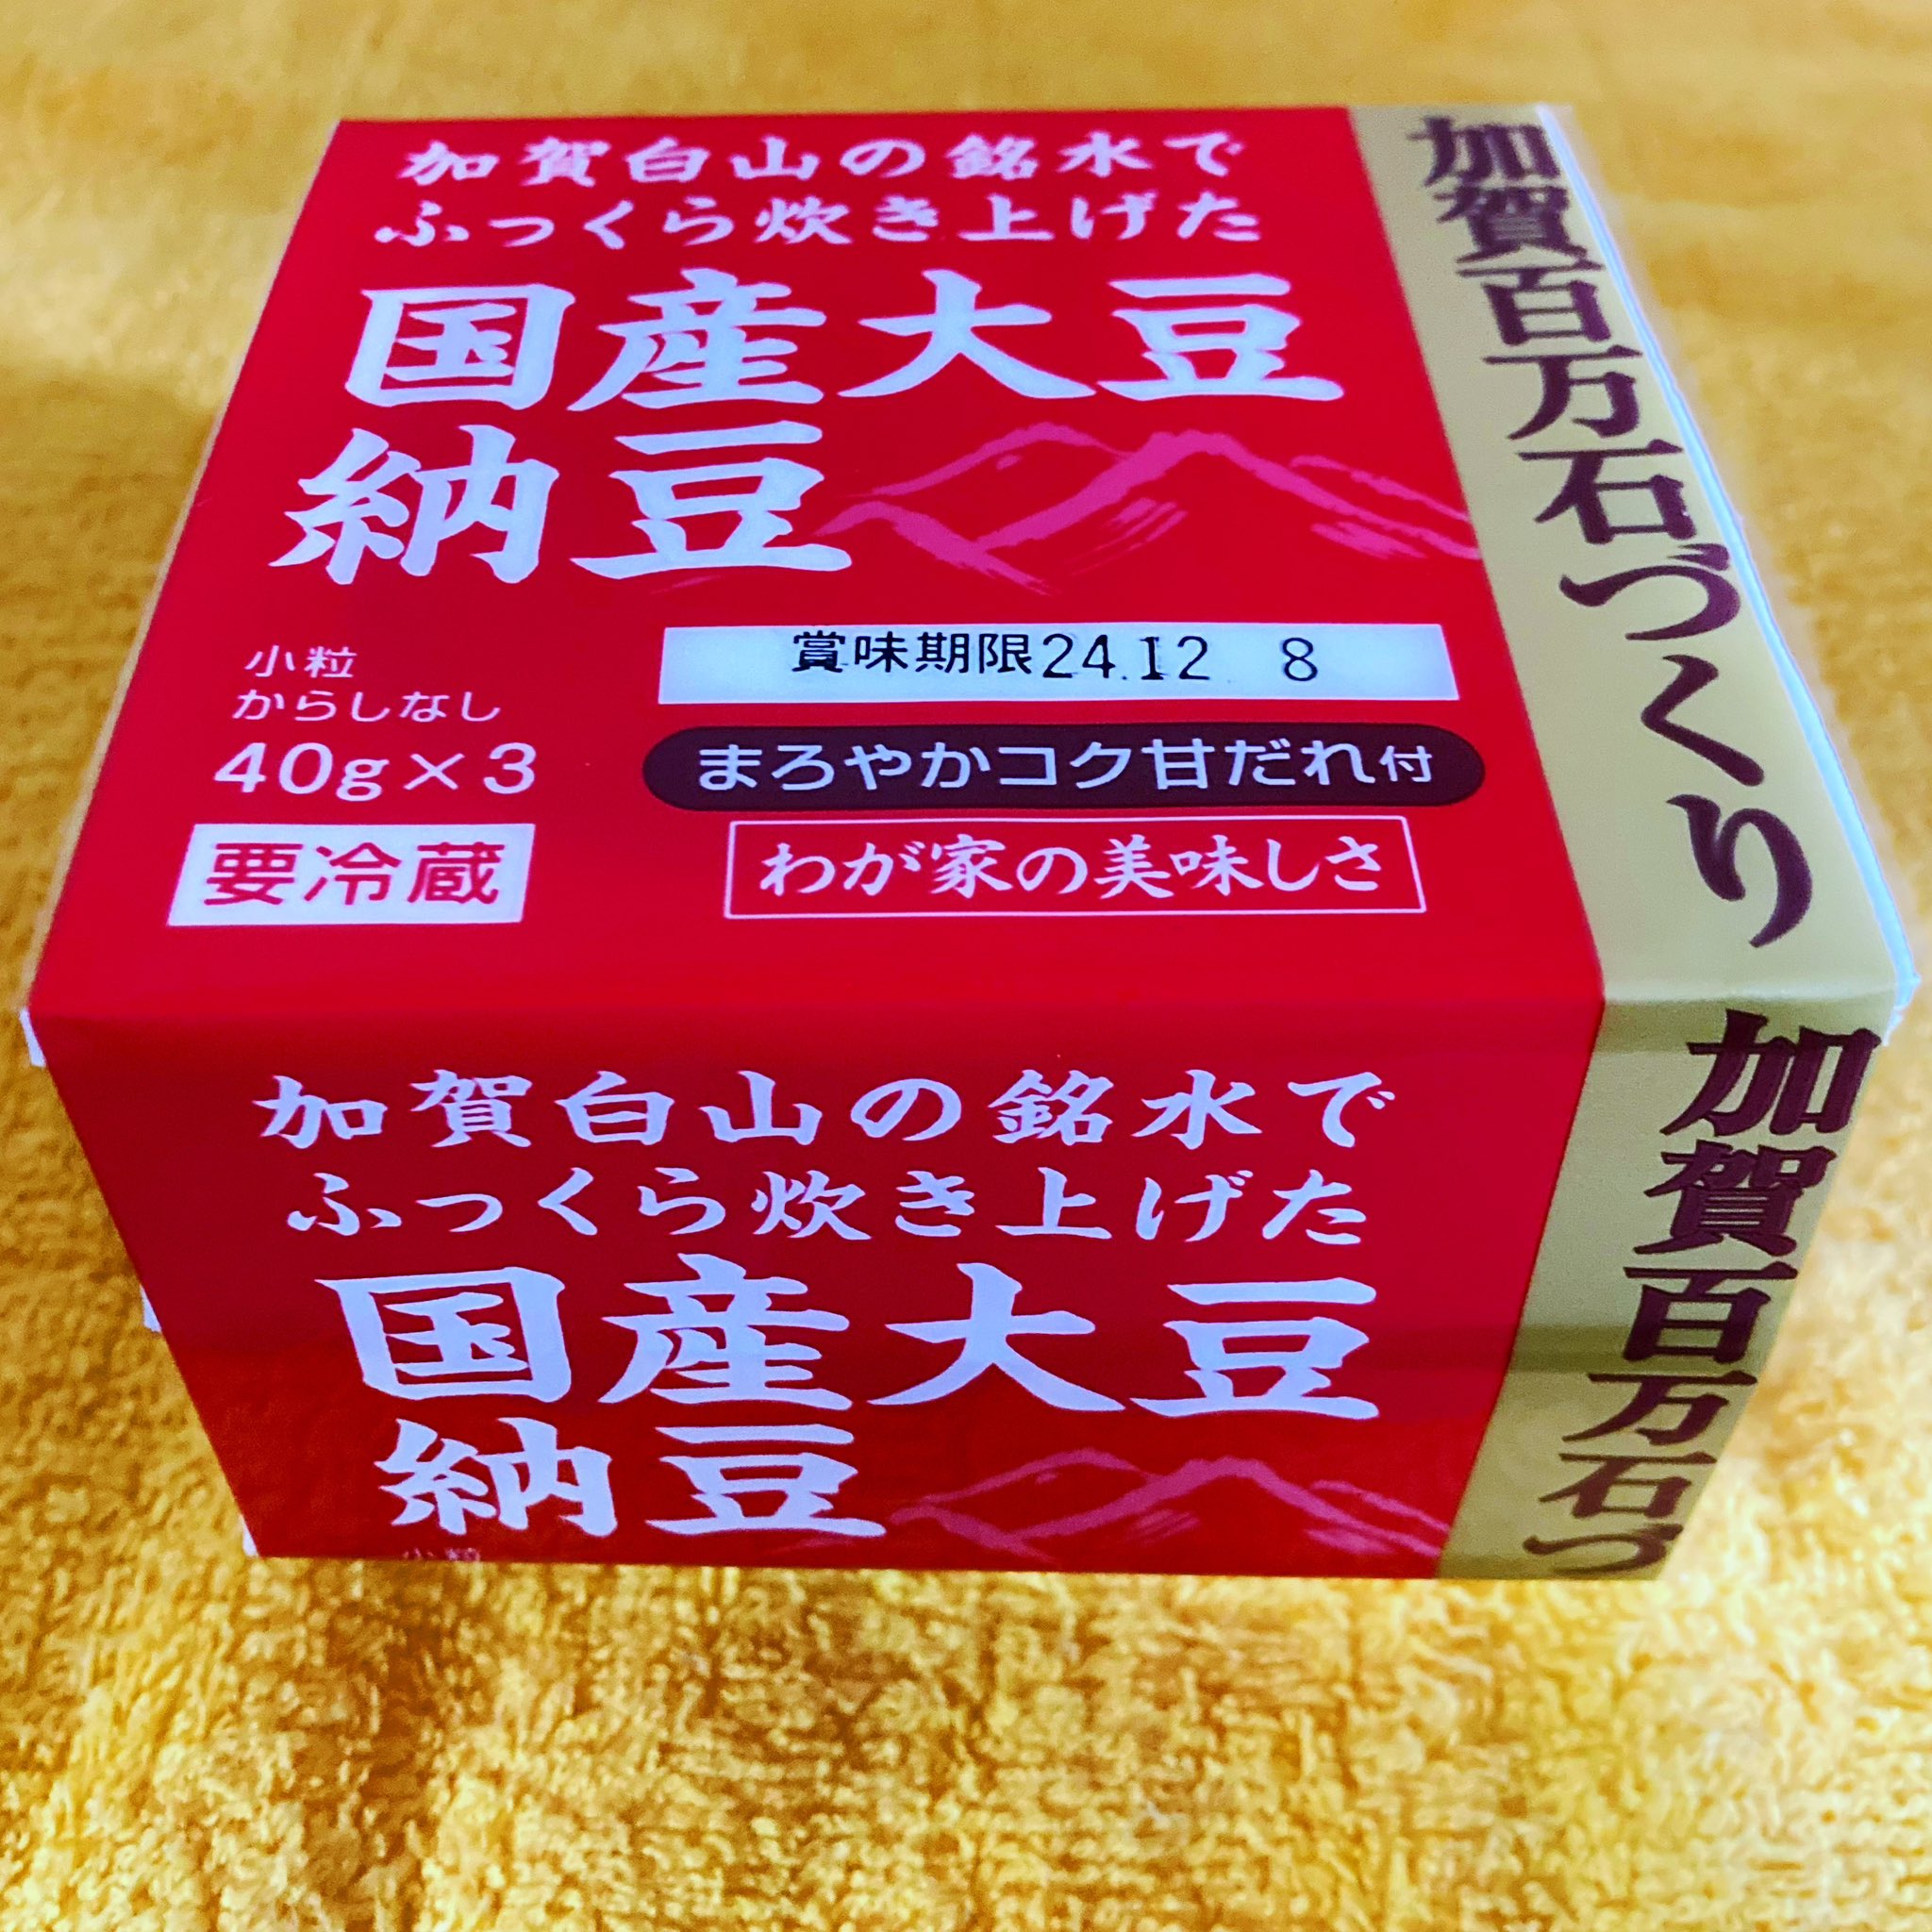 加賀白山の銘水で
ふっくら炊き上げた
国産大豆
納豆
小粒
からしなし
40g×3
要冷蔵
賞味期限24.12 8
まろやかコク甘だれ付
わが家の美味しさ
加賀百万石づくり
加賀白山の銘水で
ふっくら炊き上げた
国産大豆
納豆
小粒
加賀百万石づ